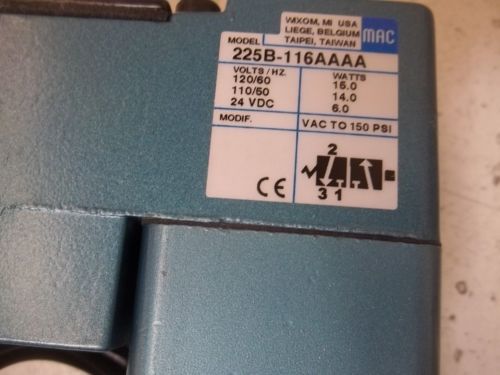 WIXOM, MI USA
LIEGE, BELGIUM
TAIPEI, TAIWAN
MAC
MODEL
225B-116AAAA
VOLTS / HZ. WATTS
120/60 15.0
110/50 14.0
24 VDC 6.0
MODIF. VAC TO 150 PSI
2
3 1
CE